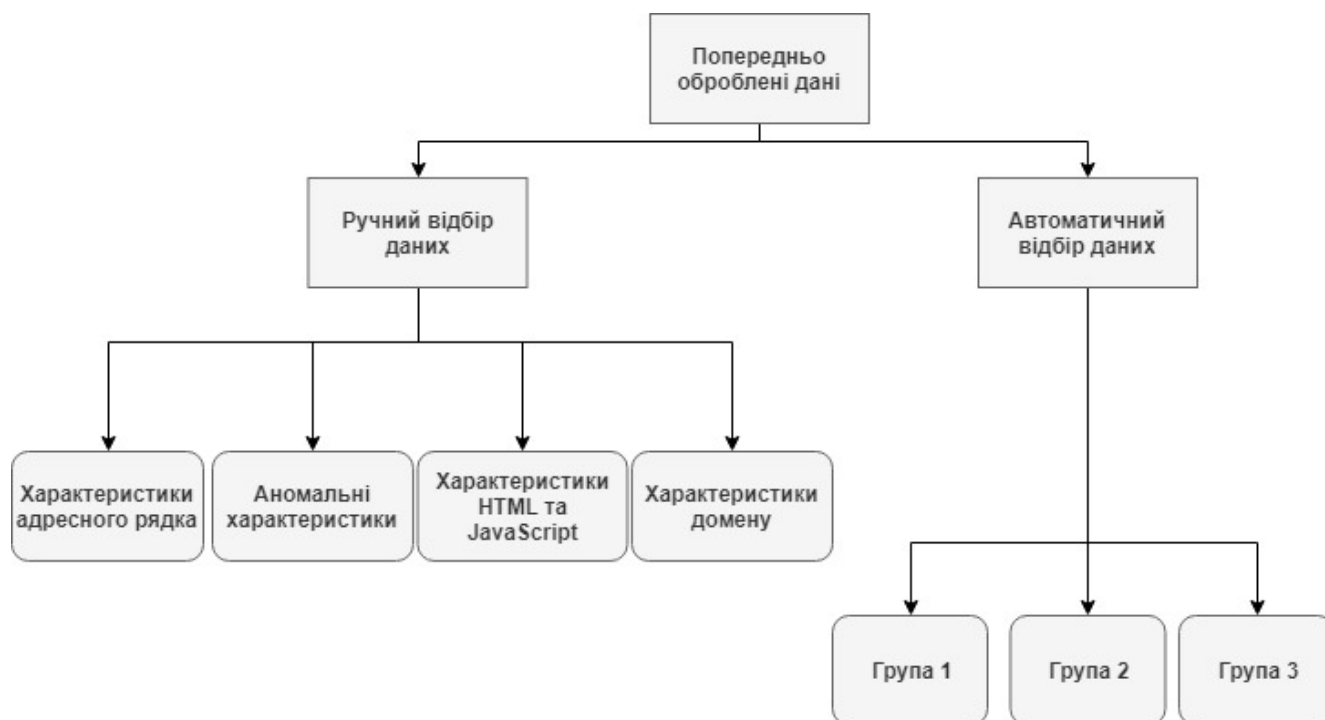 Попередньо
оброблені дані
Ручний відбір
даних
Автоматичний
відбір даних
Характеристики
адресного рядка
Аномальні
характеристики
Характеристики
HTML та
JavaScript
Характеристики
домену
Група 1
Група 2
Група 3